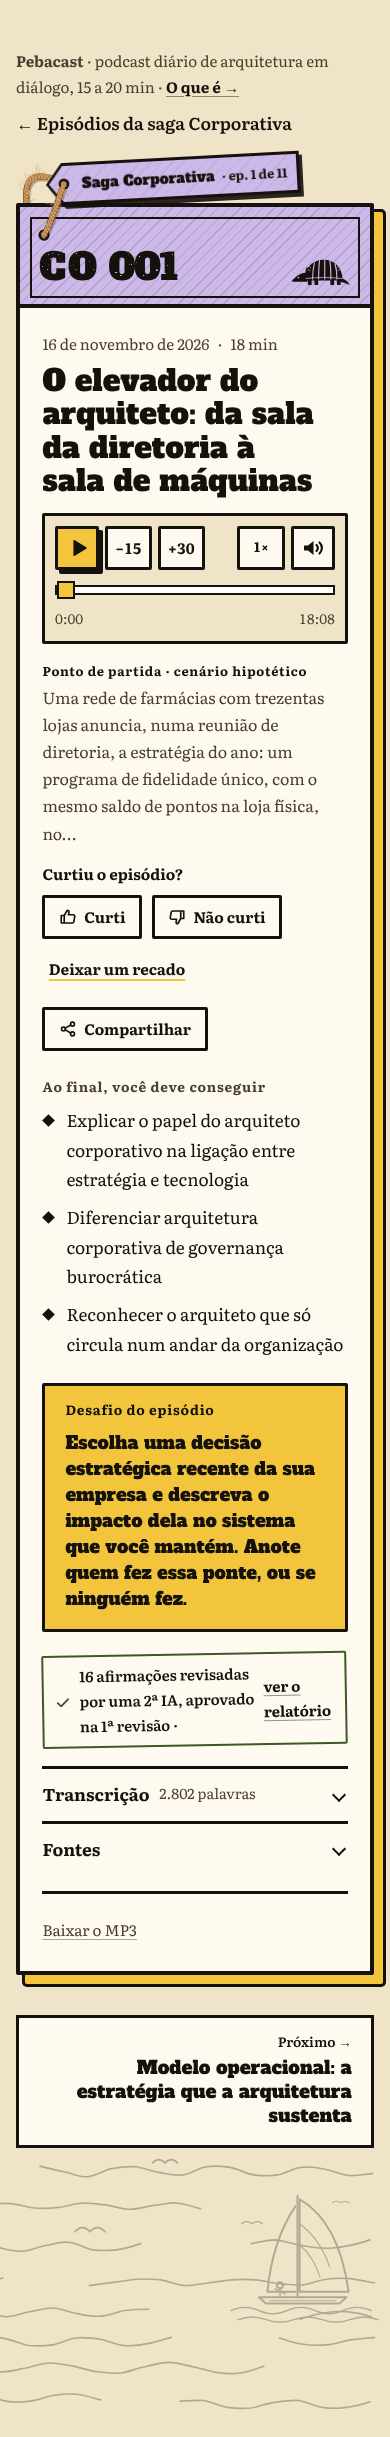 Pebacast · podcast diário de arquitetura em
diálogo, 15 a 20 min · O que é →
← Episódios da saga Corporativa
Saga Corporativa · ep. 1 de 11
CO 001
16 de novembro de 2026 · 18 min
O elevador do
arquiteto: da sala
da diretoria à
sala de máquinas
−15 +30 1×
0:00 18:08
Ponto de partida · cenário hipotético
Uma rede de farmácias com trezentas
lojas anuncia, numa reunião de
diretoria, a estratégia do ano: um
programa de fidelidade único, com o
mesmo saldo de pontos na loja física,
no…
Curtiu o episódio?
Curti Não curti
Deixar um recado
Compartilhar
Ao final, você deve conseguir
Explicar o papel do arquiteto
corporativo na ligação entre
estratégia e tecnologia
Diferenciar arquitetura
corporativa de governança
burocrática
Reconhecer o arquiteto que só
circula num andar da organização
Desafio do episódio
Escolha uma decisão
estratégica recente da sua
empresa e descreva o
impacto dela no sistema
que você mantém. Anote
quem fez essa ponte, ou se
ninguém fez.
16 afirmações revisadas
por uma 2ª IA, aprovado
na 1ª revisão ·
ver o
relatório
Transcrição 2.802 palavras
Fontes
Baixar o MP3
Próximo →
Modelo operacional: a
estratégia que a arquitetura
sustenta